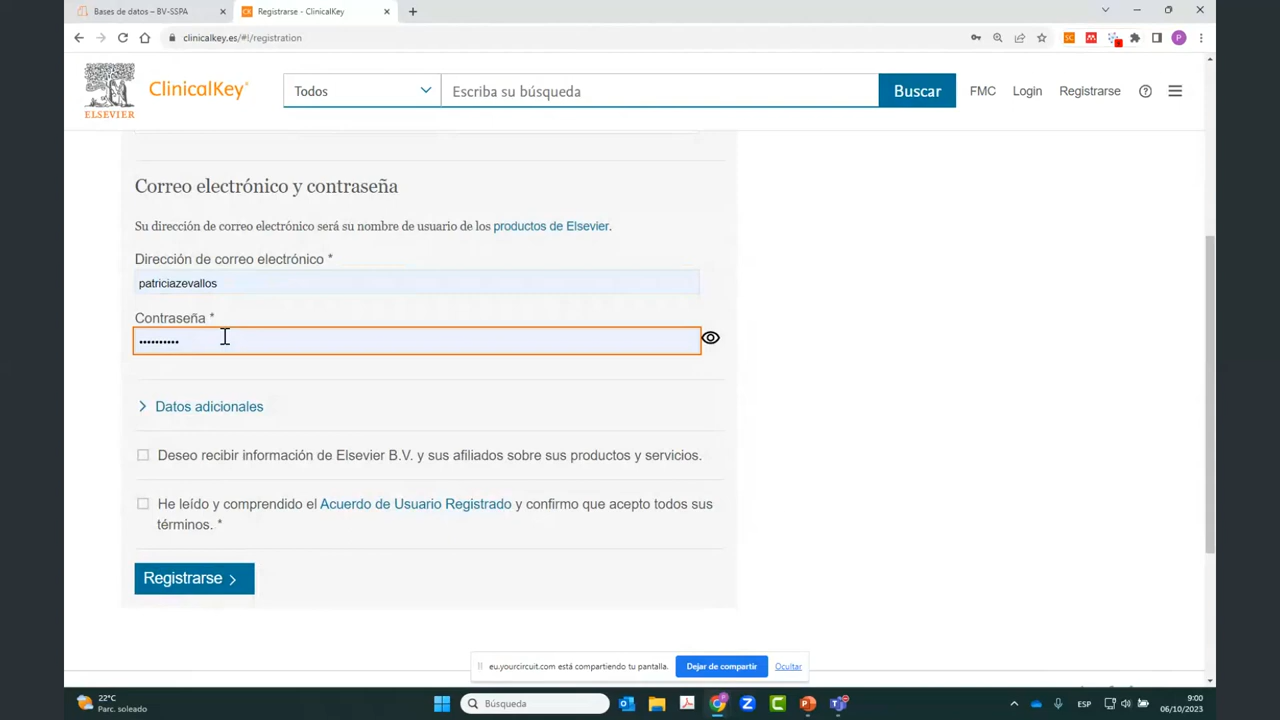 Bases de datos – BV-SSPA
Registrarse - ClinicalKey
clinicalkey.es/#!/registration
ELSEVIER
ClinicalKey®
Todos
Escriba su búsqueda
Buscar
FMC
Login
Registrarse
Correo electrónico y contraseña
Su dirección de correo electrónico será su nombre de usuario de los productos de Elsevier.
Dirección de correo electrónico *
patriciazevallos
Contraseña *
••••••••••
Datos adicionales
Deseo recibir información de Elsevier B.V. y sus afiliados sobre sus productos y servicios.
He leído y comprendido el Acuerdo de Usuario Registrado y confirmo que acepto todos sus
términos. *
Registrarse
eu.yourcircuit.com está compartiendo tu pantalla.
Dejar de compartir
Ocultar
22°C
Parc. soleado
Búsqueda
ESP
9:00
06/10/2023